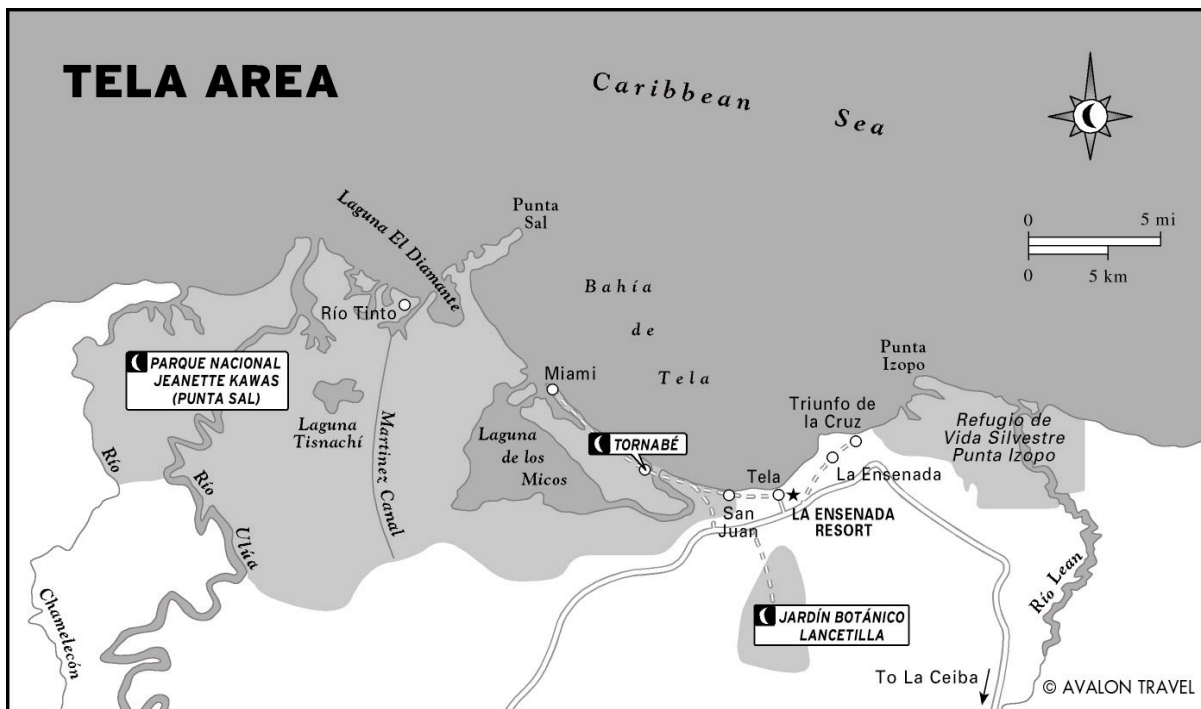 TELA AREA
Caribbean
Sea
0 5 mi
0 5 km
Punta
Sal
Laguna El Diamante
Río Tinto
Bahía
de
Tela
PARQUE NACIONAL
JEANETTE KAWAS
(PUNTA SAL)
Laguna
Tisnachí
Martinez Canal
Miami
Laguna
de los
Micos
TORNABÉ
Punta
Izopo
Triunfo de
la Cruz
Refugio de
Vida Silvestre
Punta Izopo
La Ensenada
Tela
San
Juan
LA ENSENADA
RESORT
Río
Chamelecón
Río
Ulúa
JARDÍN BOTÁNICO
LANCETILLA
Río Lean
To La Ceiba
© AVALON TRAVEL